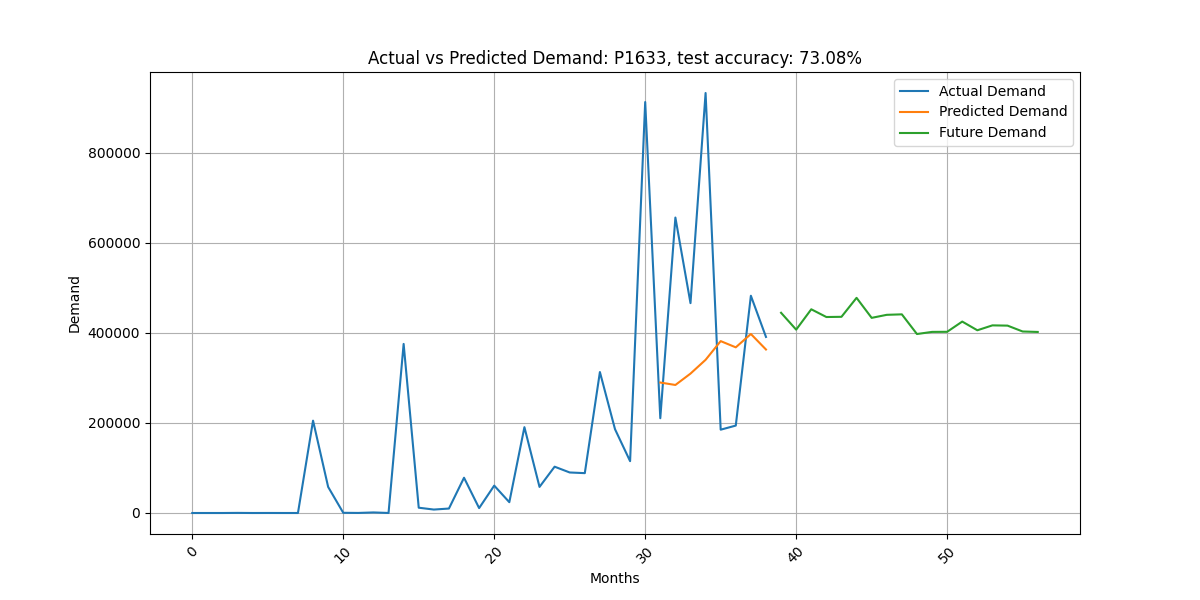 Actual vs Predicted Demand: P1633, test accuracy: 73.08%
Actual Demand
Predicted Demand
Future Demand
800000
600000
400000
200000
0
Demand
0 10 20 30 40 50
Months